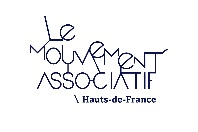 Le
MOUVEMENT
ASSOCIATIF
\ Hauts-de-France